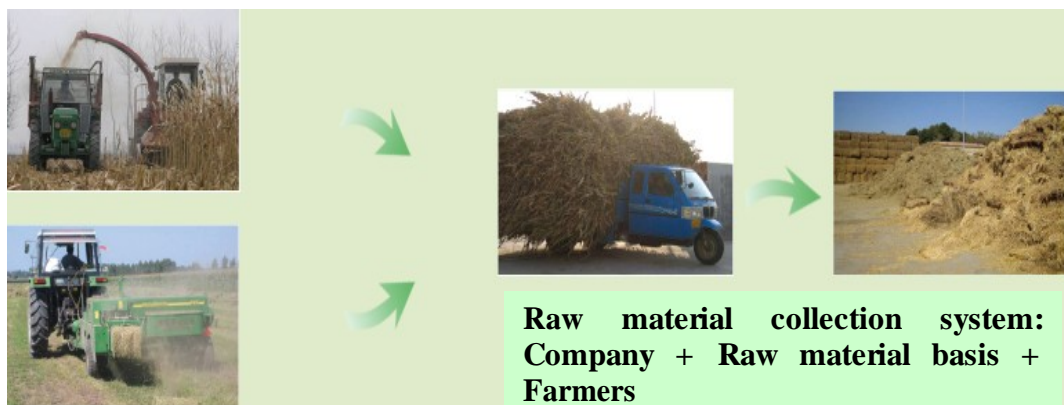 Raw material collection system:
Company + Raw material basis +
Farmers